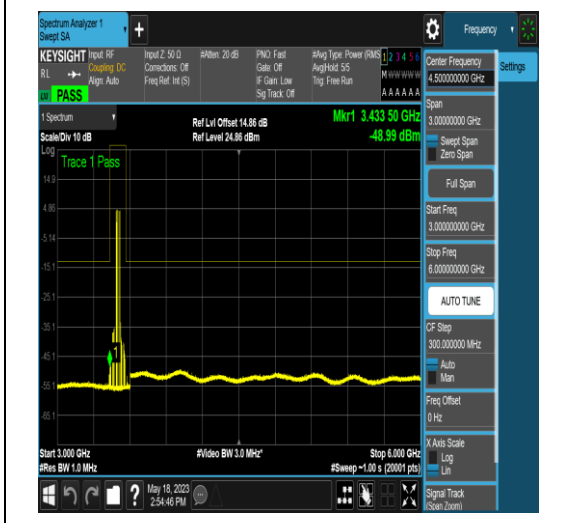 Spectrum Analyzer 1
Swept SA
+
Frequency
KEYSIGHT
RL
PASS
Input: RF
Coupling: DC
Align: Auto
Input Z: 50 Ω
Corrections: Off
Freq Ref: Int (S)
#Atten: 20 dB
PNO: Fast
Gate: Off
IF Gain: Low
Sig Track: Off
#Avg Type: Power (RMS
Avg|Hold: 5/5
Trig: Free Run
1 2 3 4 5 6
M W W W W W
A A A A A A
1 Spectrum
Scale/Div 10 dB
Ref Lvl Offset 14.86 dB
Ref Level 24.86 dBm
Mkr1 3.433 50 GHz
-48.99 dBm
Log
Trace 1 Pass
14.9
4.86
-5.14
-15.1
-25.1
-35.1
-45.1
-55.1
-65.1
1
Start 3.000 GHz
#Res BW 1.0 MHz
#Video BW 3.0 MHz*
Stop 6.000 GHz
#Sweep ~1.00 s (20001 pts)
?
May 18, 2023
2:54:46 PM
Center Frequency
4.500000000 GHz
Settings
Span
3.00000000 GHz
Swept Span
Zero Span
Full Span
Start Freq
3.000000000 GHz
Stop Freq
6.000000000 GHz
AUTO TUNE
CF Step
300.000000 MHz
Auto
Man
Freq Offset
0 Hz
X Axis Scale
Log
Lin
Signal Track
(Span Zoom)